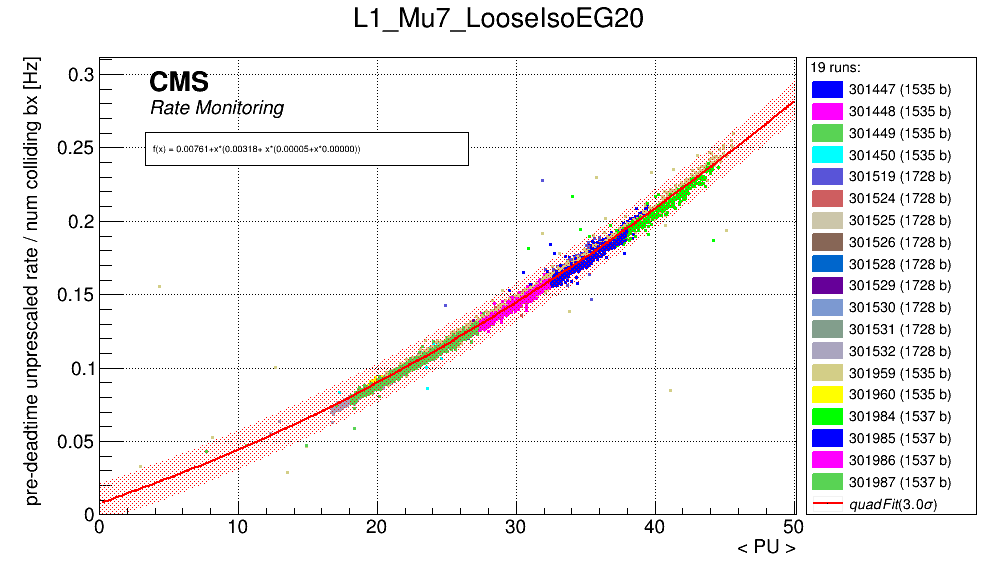 L1_Mu7_LooseIsoEG20
pre-deadtime unprescaled rate / num colliding bx [Hz]
CMS
Rate Monitoring
f(x) = 0.00761+x*(0.00318+ x*(0.00005+x*0.00000))
0.3
0.25
0.2
0.15
0.1
0.05
0
0 10 20 30 40 50
< PU >
19 runs:
301447 (1535 b)
301448 (1535 b)
301449 (1535 b)
301450 (1535 b)
301519 (1728 b)
301524 (1728 b)
301525 (1728 b)
301526 (1728 b)
301528 (1728 b)
301529 (1728 b)
301530 (1728 b)
301531 (1728 b)
301532 (1728 b)
301959 (1535 b)
301960 (1535 b)
301984 (1537 b)
301985 (1537 b)
301986 (1537 b)
301987 (1537 b)
quadFit(3.0σ)